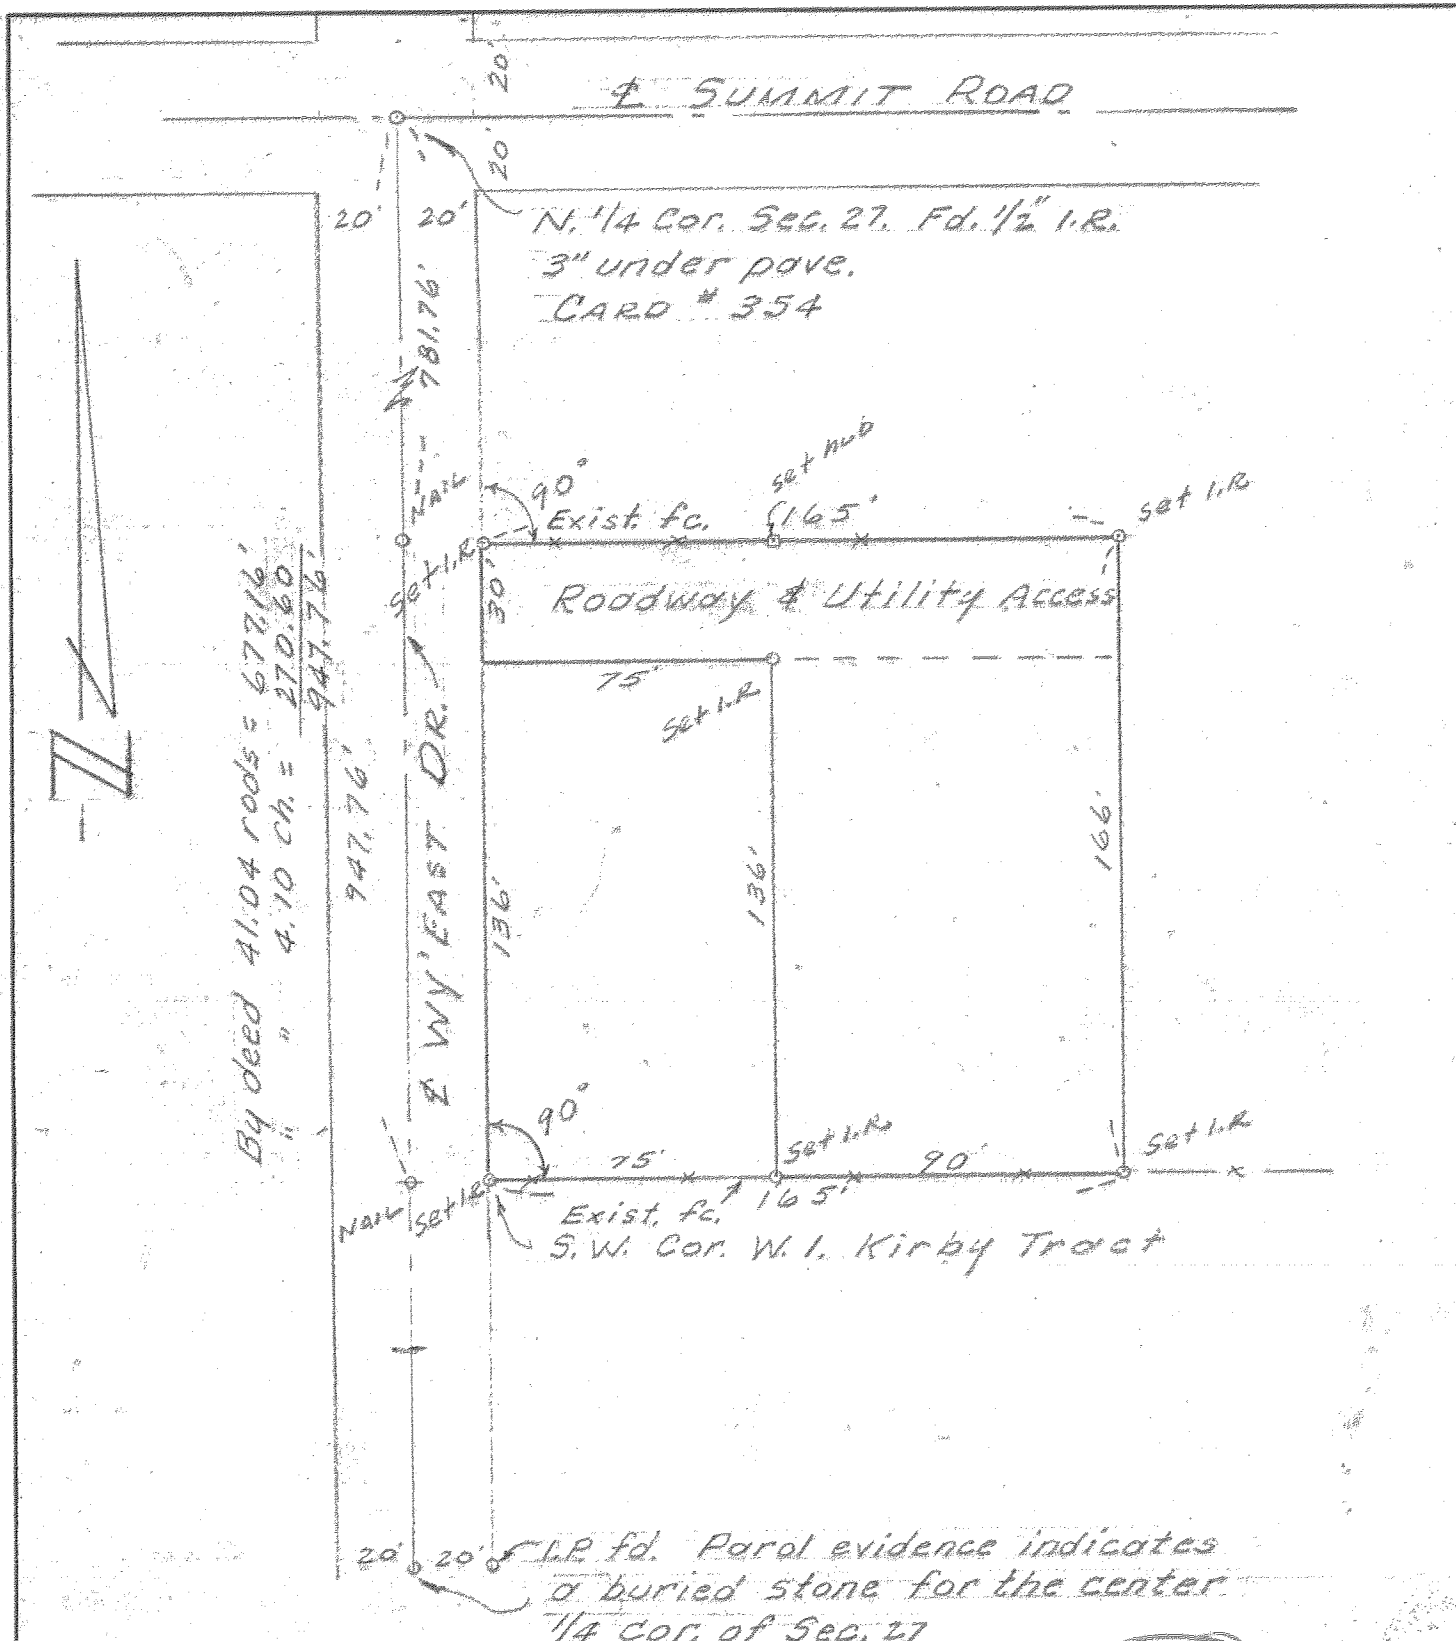 20'
℄ SUMMIT ROAD
20'
20' 20'
N. 1/4 Cor. Sec. 27. Fd. 1/2" I.R.
3" under pave.
CARD # 354
781.76'
NAIL
Set I.R.
90°
Exist. fc.
Set HUB
165'
Set I.R.
30'
Roadway & Utility Access
75'
Set I.R.
By deed 41.04 rods = 677.16'
" " 4.10 ch. = 270.60
947.76'
947.76'
℄ WY'EAST DR.
136'
136'
166'
90°
75'
Set I.R.
90'
Set I.R.
NAIL
Set I.R.
Exist. fc.
165'
S.W. Cor. W. I. Kirby Tract
20' 20'
I.P. fd. Parol evidence indicates
a buried stone for the center
1/4 cor. of Sec. 27
N